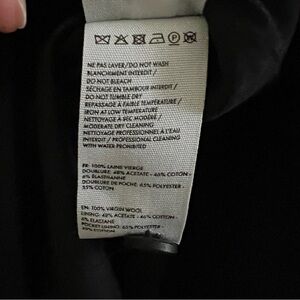 NE PAS LAVER/ DO NOT WASH
BLANCHIMENT INTERDIT/
DO NOT BLEACH
SÉCHAGE EN TAMBOUR INTERDIT /
DO NOT TUMBLE DRY
REPASSAGE À FAIBLE TEMPÉRATURE /
IRON AT LOW TEMPERATURE
NETTOYAGE À SEC MODÉRÉ /
MODERATE DRY CLEANING
NETTOYAGE PROFESSIONNEL À L'EAU
INTERDIT / PROFESSIONAL CLEANING
WITH WATER PROHIBITED
FR: 100% LAINE VIERGE
DOUBLURE: 48% ACETATE - 46% COTON -
6% ELASTHANNE
DOUBLURE DE POCHE: 65% POLYESTER -
35% COTON
EN: 100% VIRGIN WOOL
LINING: 48% ACETATE - 46% COTTON -
6% ELASTANE
POCKET LINING: 65% POLYESTER -
35% COTTON